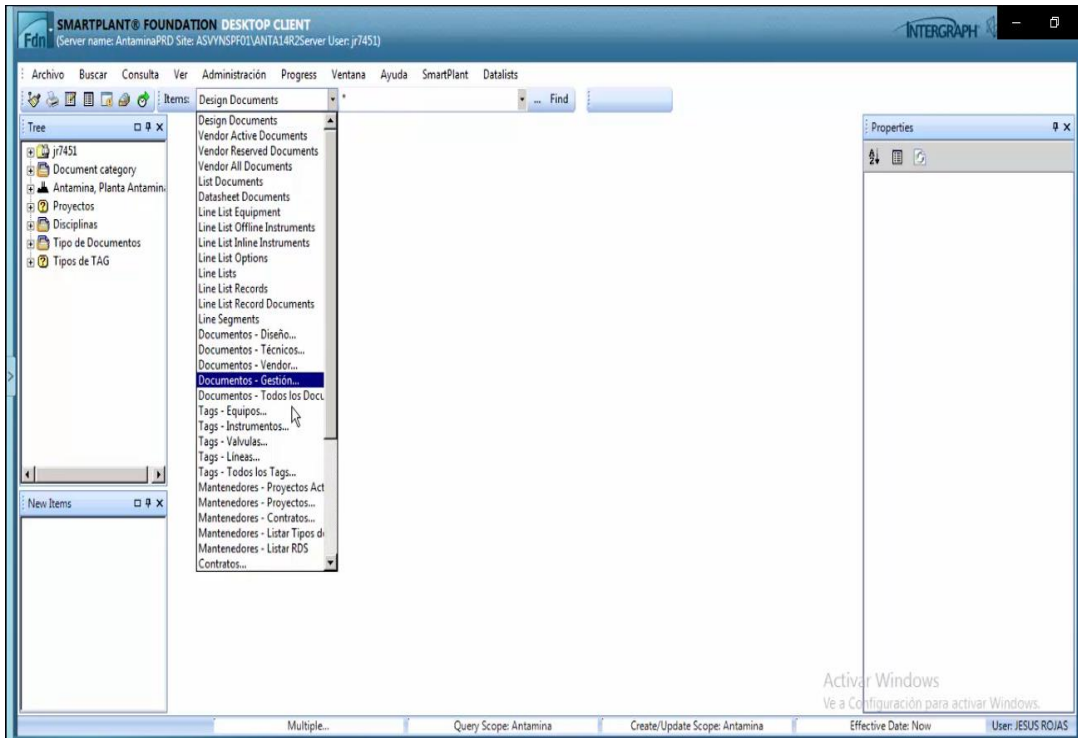 SMARTPLANT® FOUNDATION DESKTOP CLIENT
Fdn (Server name: AntaminaPRD Site: ASVYNSPF01\ANTA14R2Server User: jr7451)
INTERGRAPH
Archivo Buscar Consulta Ver Administración Progress Ventana Ayuda SmartPlant Datalists
Items: Design Documents * ... Find
Tree
jr7451
Document category
Antamina, Planta Antamin
Proyectos
Disciplinas
Tipo de Documentos
Tipos de TAG
New Items
Design Documents
Vendor Active Documents
Vendor Reserved Documents
Vendor All Documents
List Documents
Datasheet Documents
Line List Equipment
Line List Offline Instruments
Line List Inline Instruments
Line List Options
Line Lists
Line List Records
Line List Record Documents
Line Segments
Documentos - Diseño...
Documentos - Técnicos...
Documentos - Vendor...
Documentos - Gestión...
Documentos - Todos los Docu
Tags - Equipos...
Tags - Instrumentos...
Tags - Valvulas...
Tags - Líneas...
Tags - Todos los Tags...
Mantenedores - Proyectos Act
Mantenedores - Proyectos...
Mantenedores - Contratos...
Mantenedores - Listar Tipos de
Mantenedores - Listar RDS
Contratos...
Properties
Activar Windows
Ve a Configuración para activar Windows.
Multiple... Query Scope: Antamina Create/Update Scope: Antamina Effective Date: Now User: JESUS ROJAS